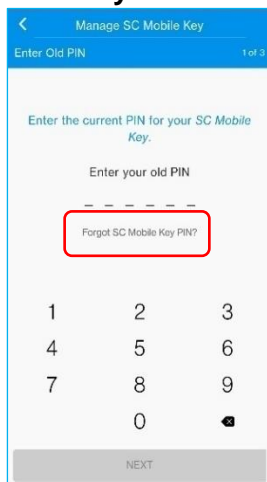 Manage SC Mobile Key
Enter Old PIN 1 of 3
Enter the current PIN for your SC Mobile
Key.
Enter your old PIN
Forgot SC Mobile Key PIN?
1 2 3
4 5 6
7 8 9
0
NEXT